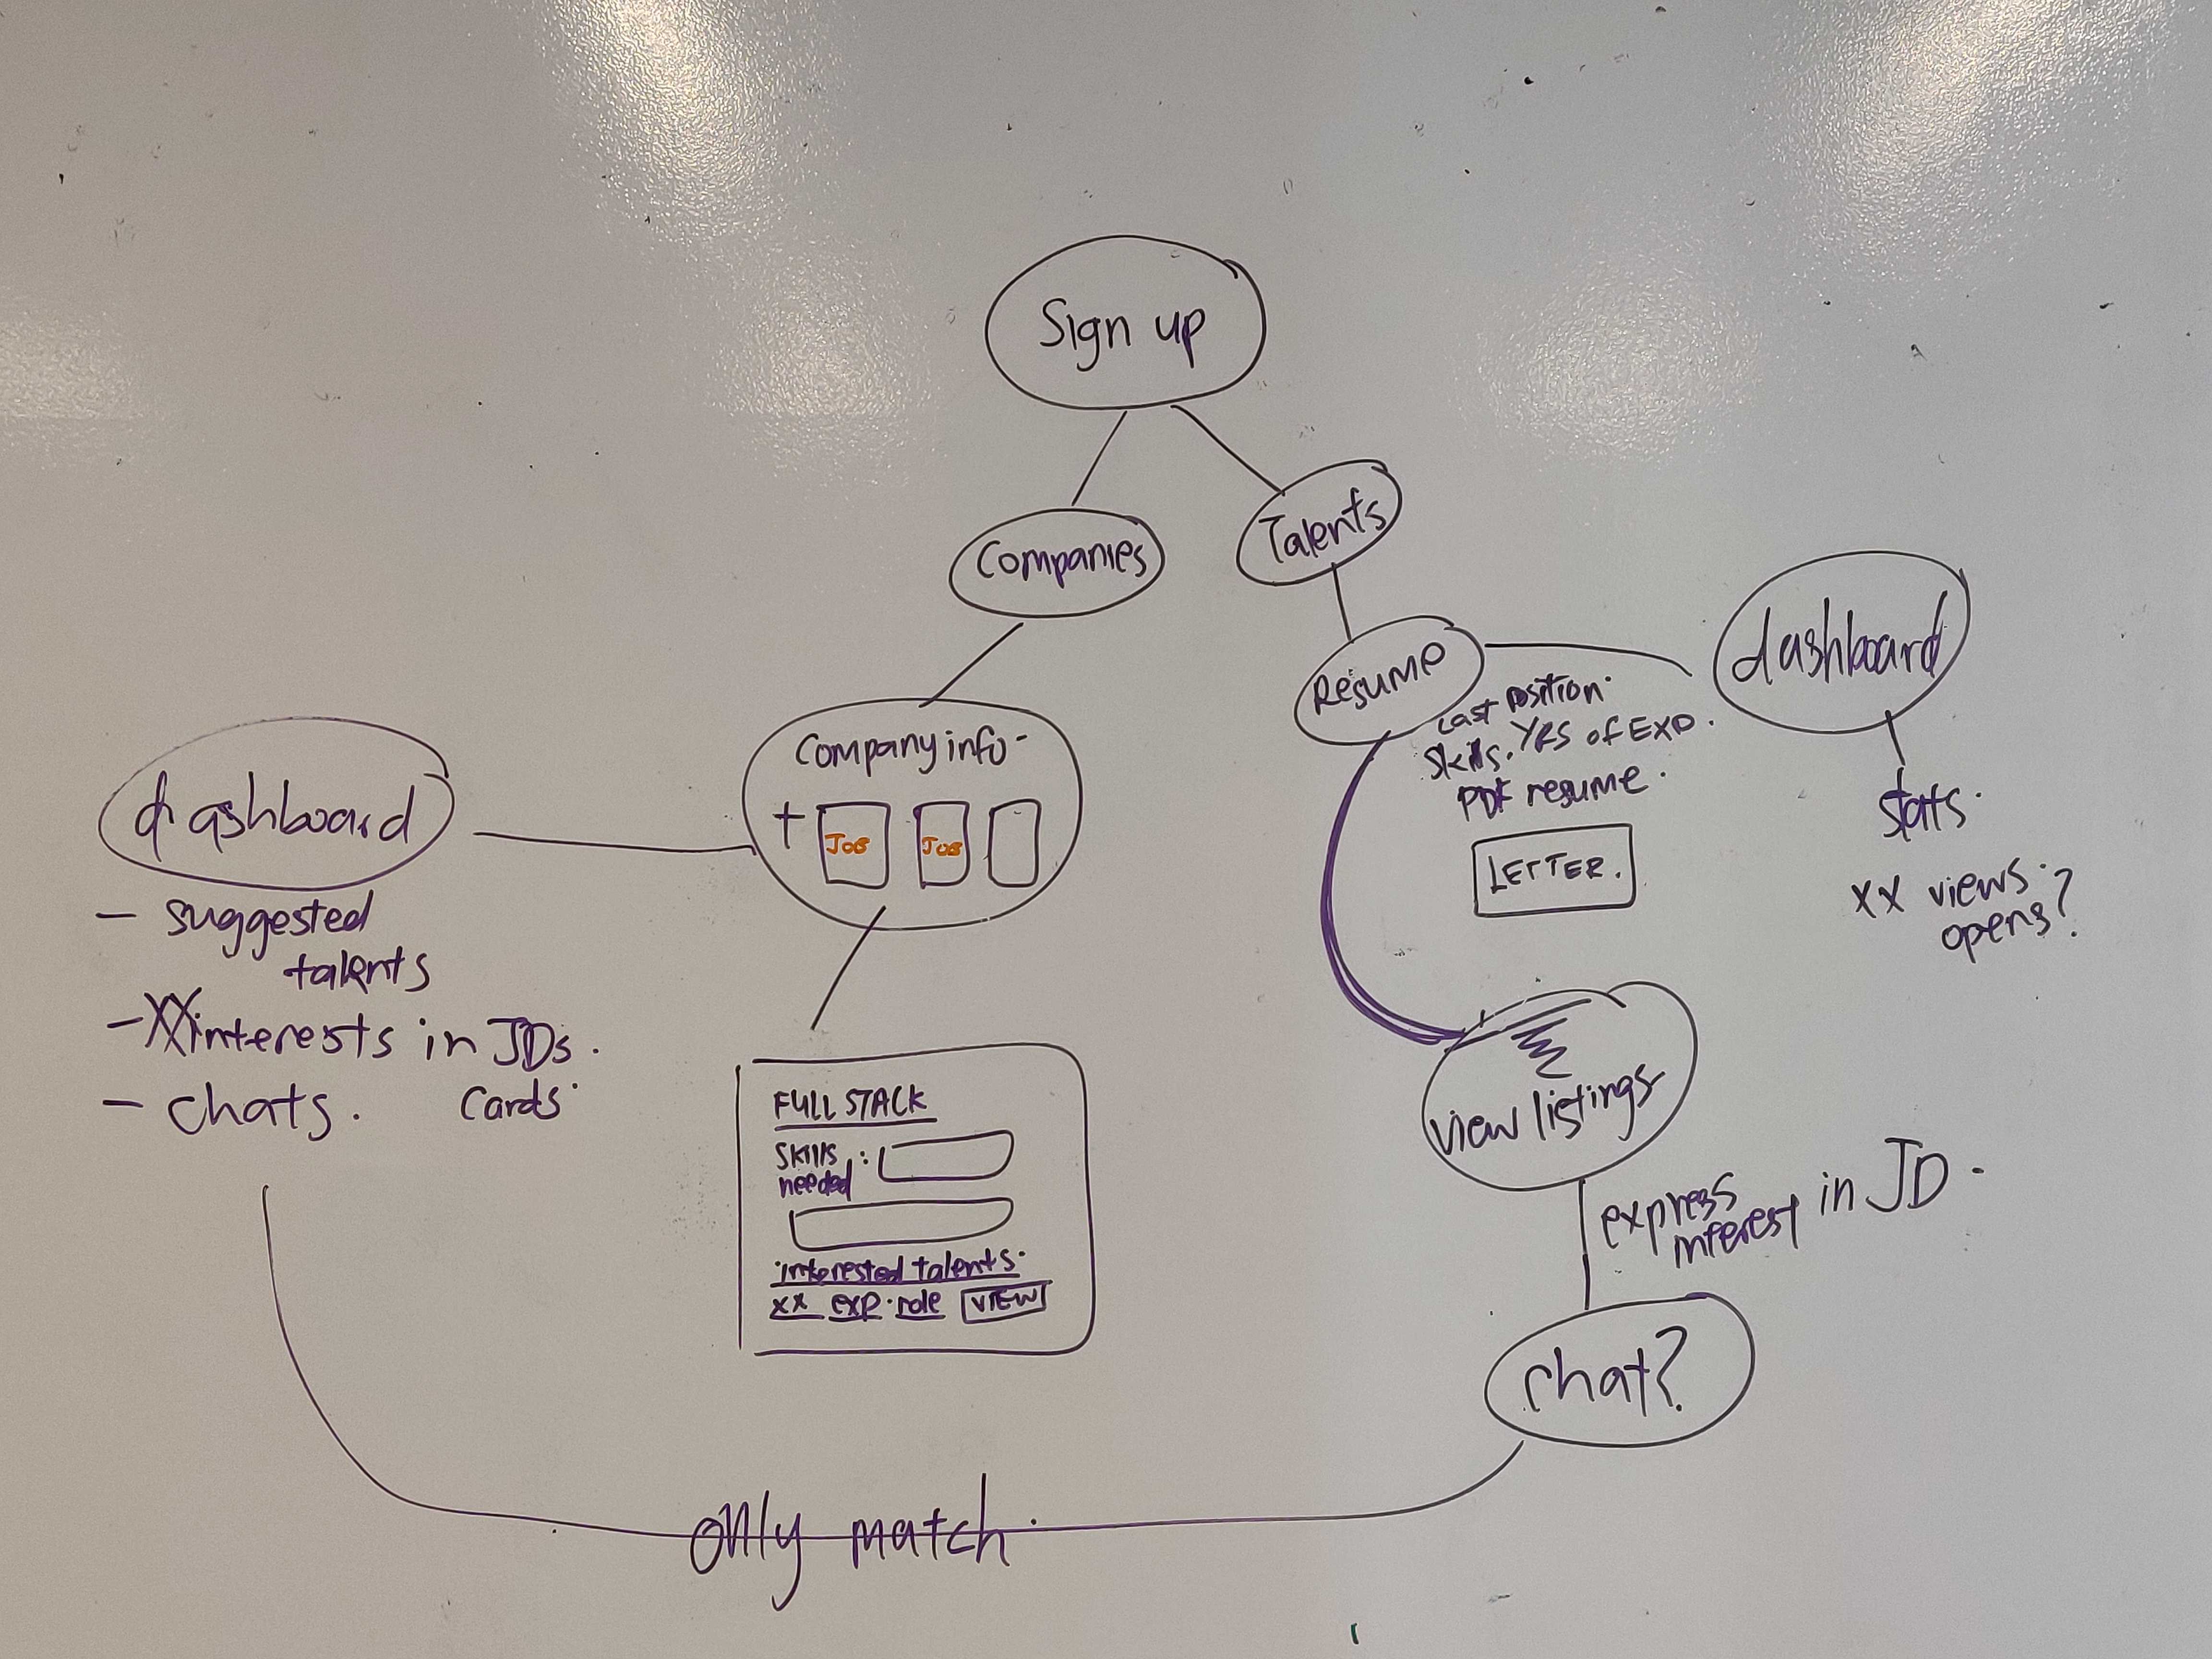 Sign up
Companies
Talents
Resume
Last position.
Skills. YRS of EXP.
PDF resume.
LETTER.
dashboard
stats.
xx views.
opens?
Company info-
+ JOB JOB
dashboard
- suggested
talents
- XX interests in JDs.
cards.
- chats.
FULL STACK
Skills :
needed
interested talents.
xx exp. role VIEW
view listings
express
interest in JD.
chat?
only match.